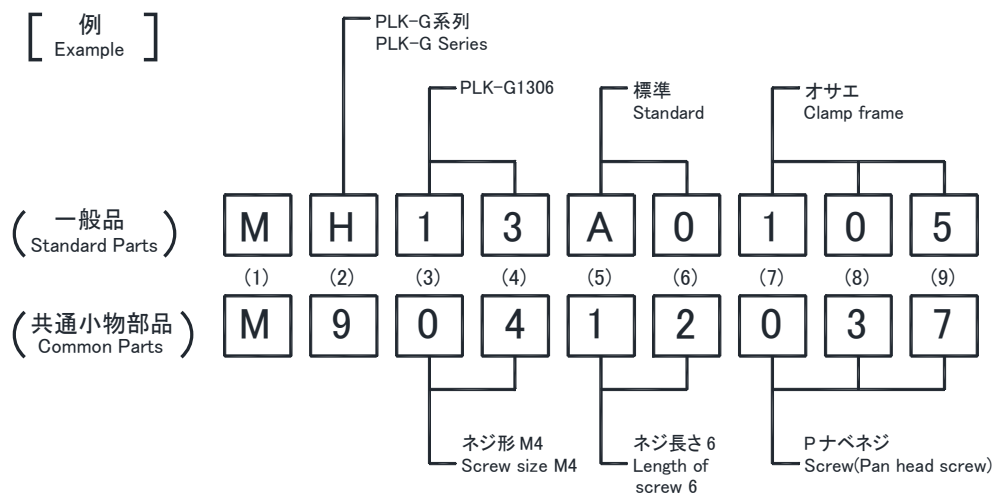 例
Example
PLK-G系列
PLK-G Series
PLK-G1306
標準
Standard
オサエ
Clamp frame
一般品
Standard Parts
M H 1 3 A 0 1 0 5
(1) (2) (3) (4) (5) (6) (7) (8) (9)
共通小物部品
Common Parts
M 9 0 4 1 2 0 3 7
ネジ形 M4
Screw size M4
ネジ長さ 6
Length of
screw 6
P ナベネジ
Screw(Pan head screw)